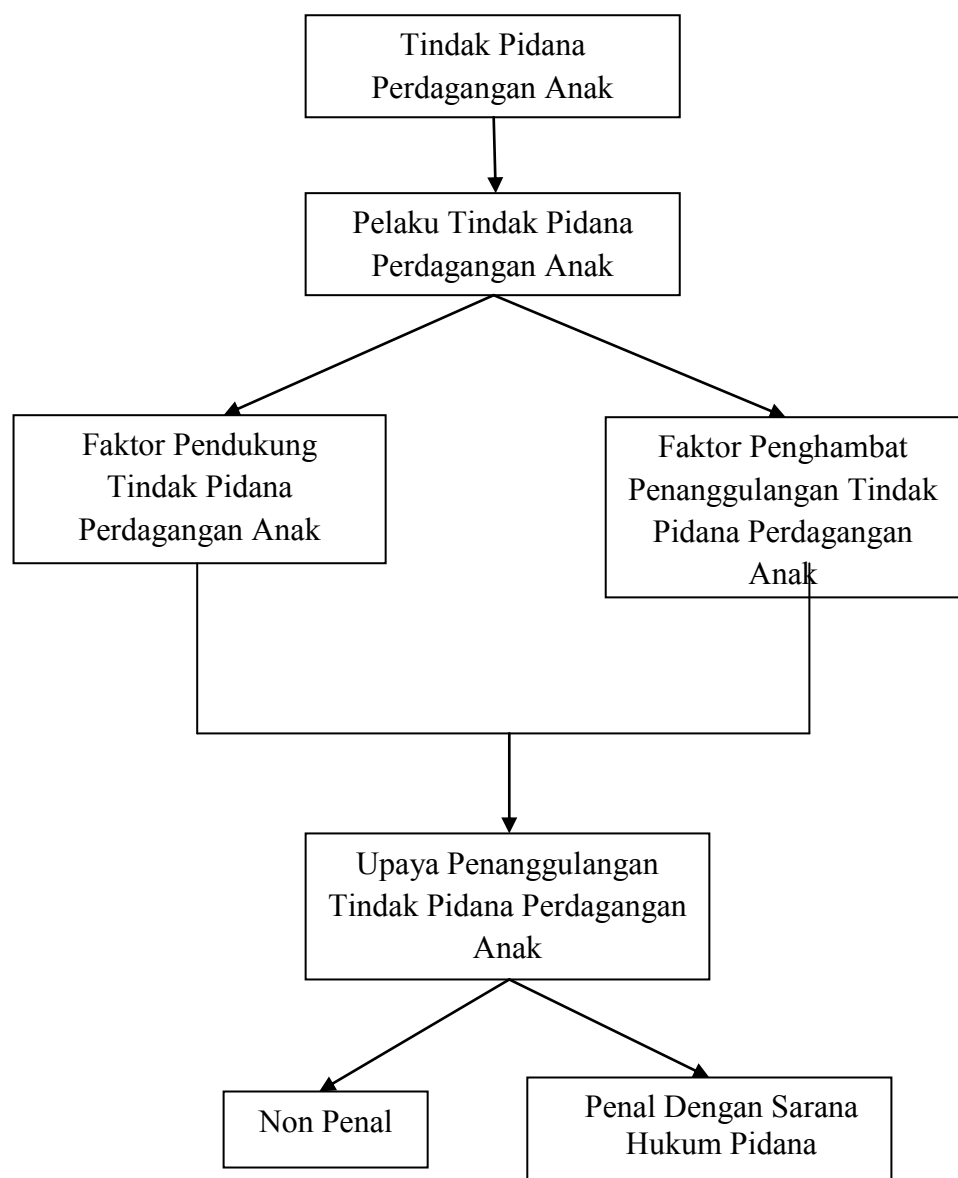 Tindak Pidana
Perdagangan Anak
Pelaku Tindak Pidana
Perdagangan Anak
Faktor Pendukung
Tindak Pidana
Perdagangan Anak
Faktor Penghambat
Penanggulangan Tindak
Pidana Perdagangan
Anak
Upaya Penanggulangan
Tindak Pidana Perdagangan
Anak
Non Penal
Penal Dengan Sarana
Hukum Pidana